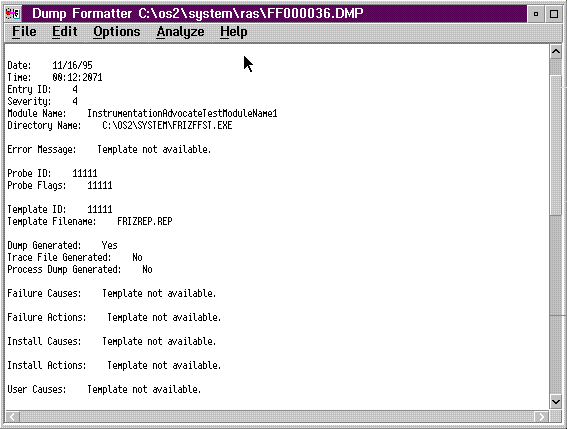 Dump Formatter C:\os2\system\ras\FF000036.DMP
File Edit Options Analyze Help
Date: 11/16/95
Time: 00:12:2071
Entry ID: 4
Severity: 4
Module Name: InstrumentationAdvocateTestModuleName1
Directory Name: C:\OS2\SYSTEM\FRIZFFST.EXE
Error Message: Template not available.
Probe ID: 11111
Probe Flags: 11111
Template ID: 11111
Template Filename: FRIZREP.REP
Dump Generated: Yes
Trace File Generated: No
Process Dump Generated: No
Failure Causes: Template not available.
Failure Actions: Template not available.
Install Causes: Template not available.
Install Actions: Template not available.
User Causes: Template not available.